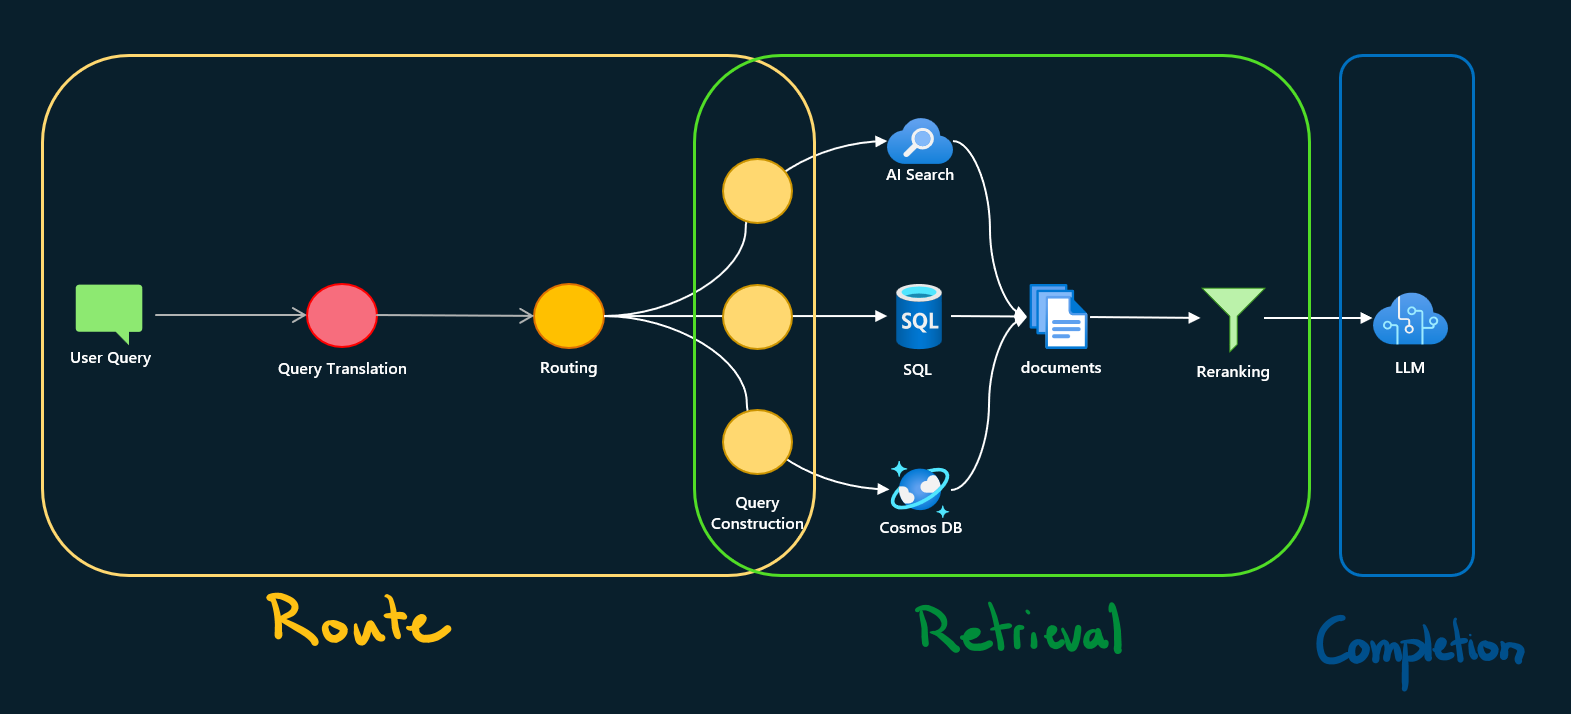 AI Search
SQL
User Query
Query Translation
Routing
SQL
documents
Reranking
LLM
Query
Construction
Cosmos DB
Route
Retrieval
Completion